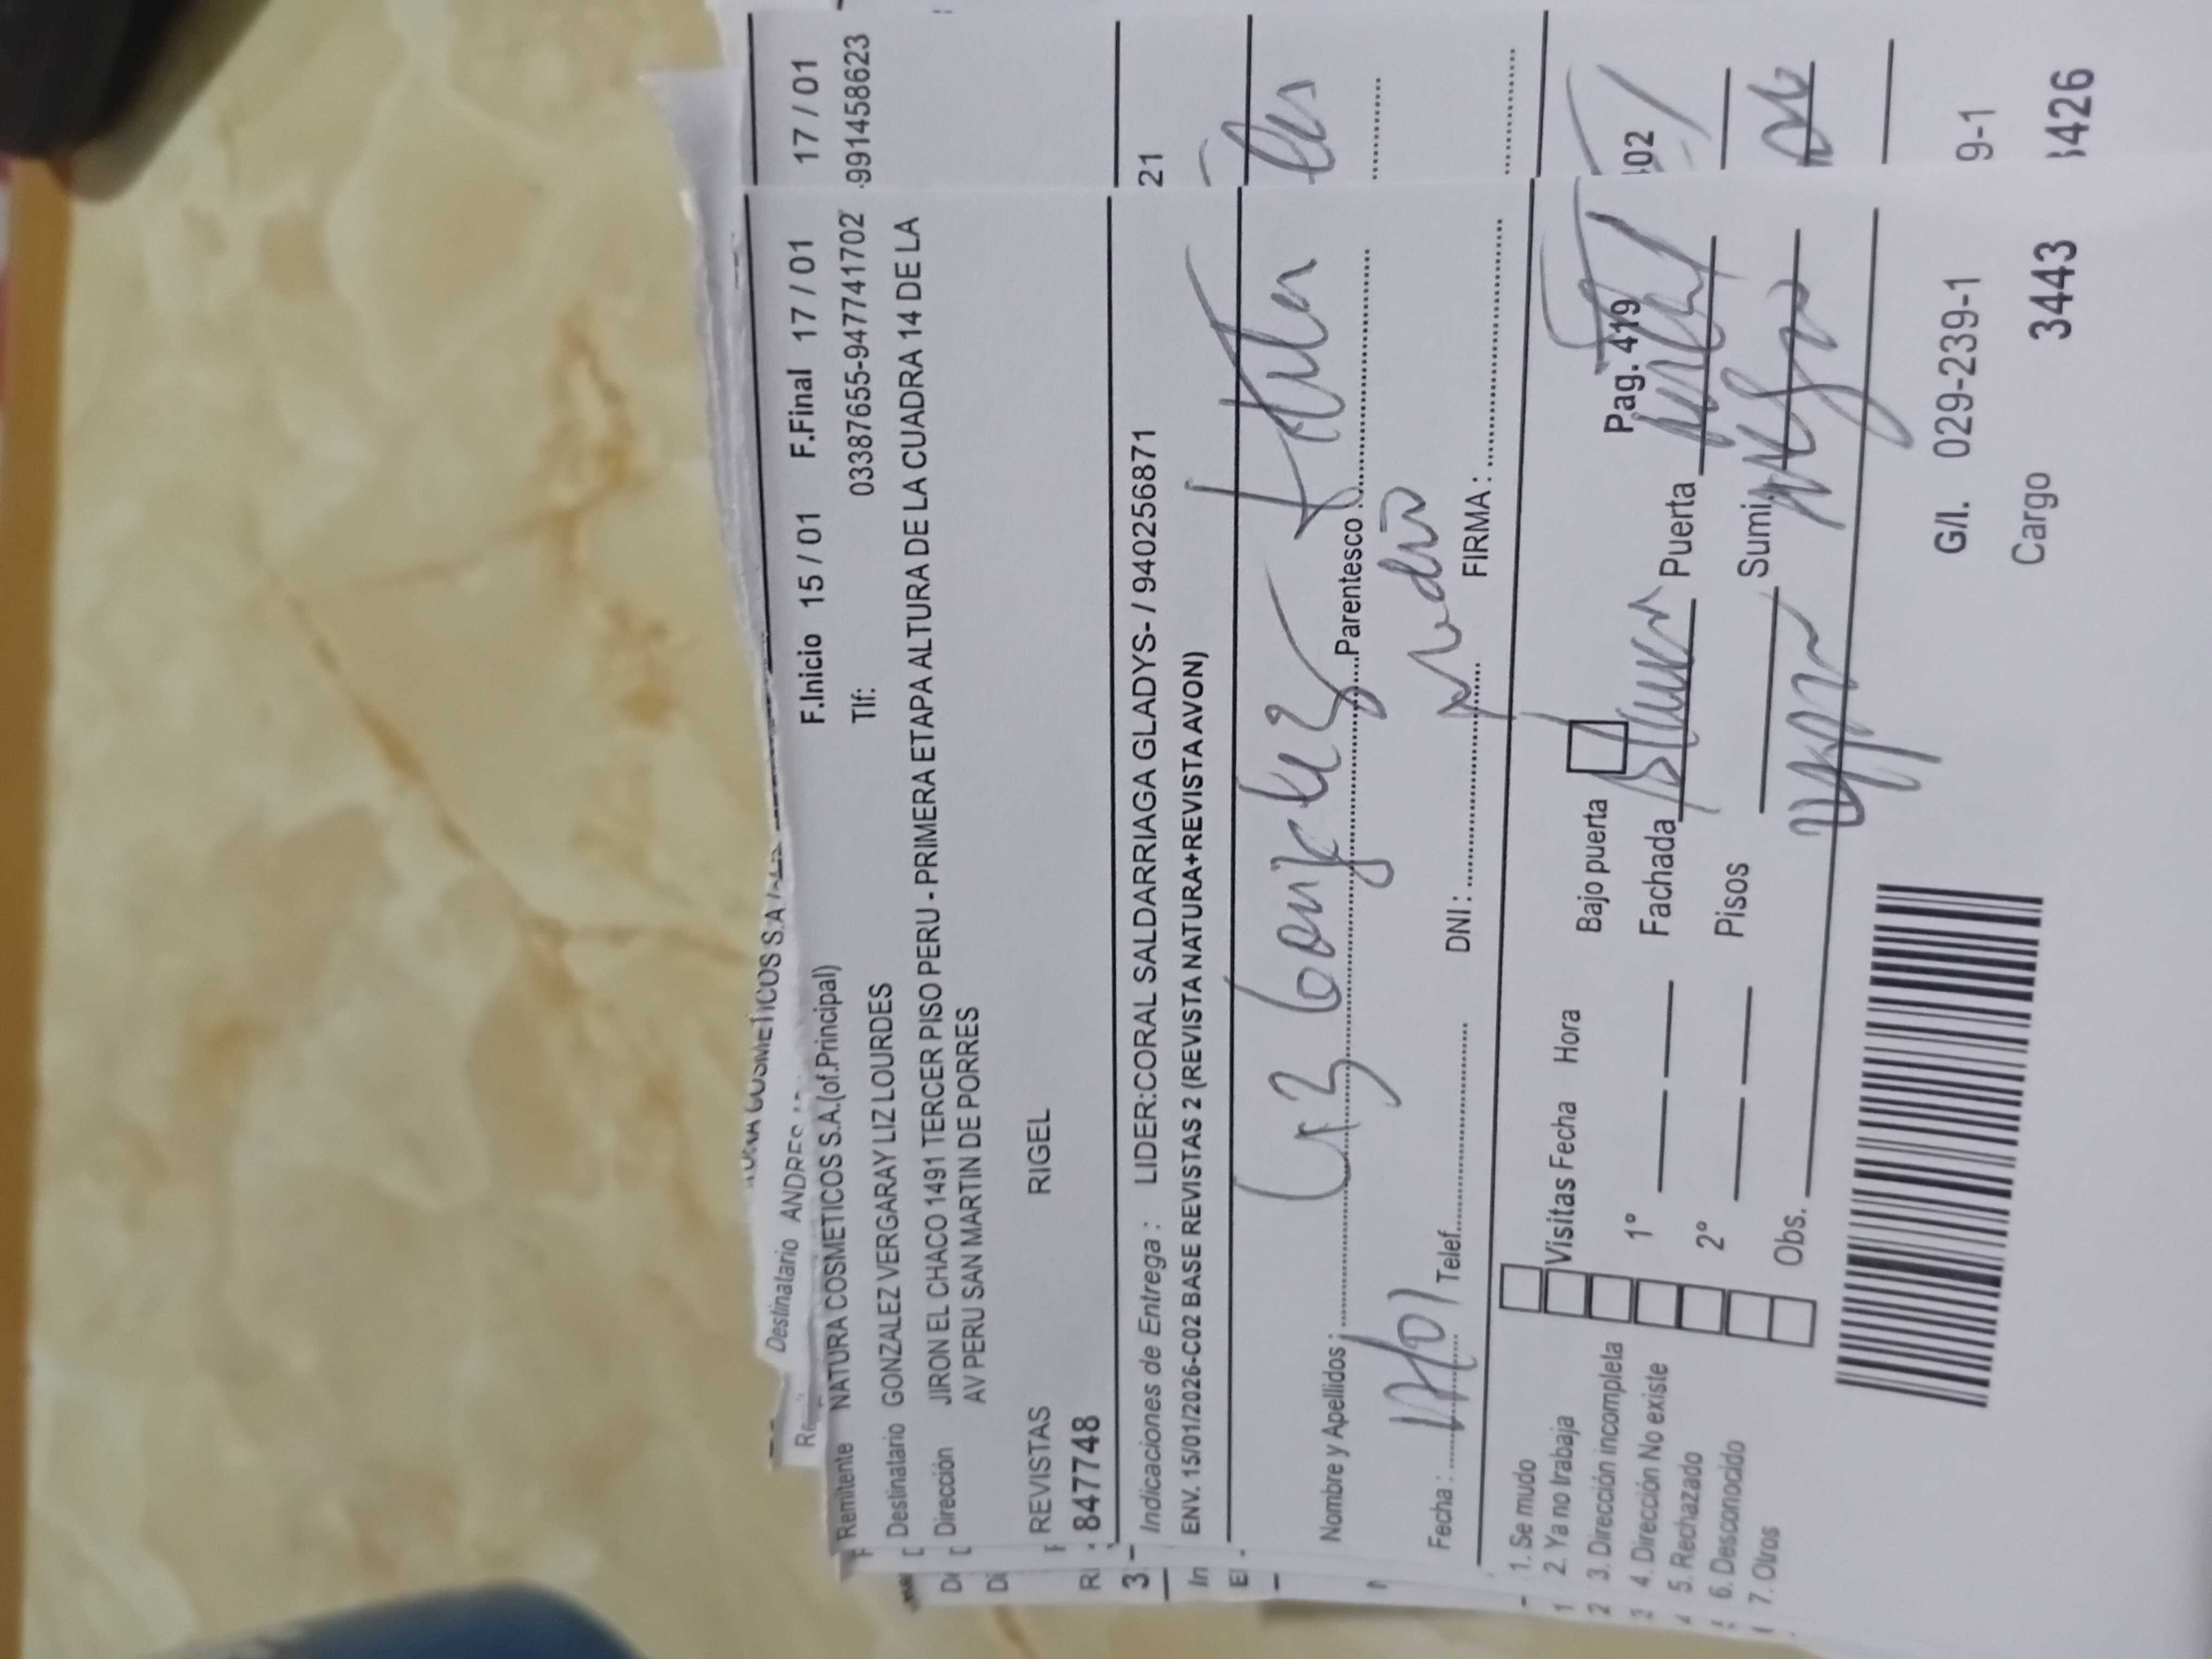 Destinatario ANDRES
F.Inicio 15 / 01 F.Final 17 / 01
17 / 01
Remitente NATURA COSMETICOS S.A.(of.Principal) Tlf: 03387655-947741702
-991458623
Destinatario GONZALEZ VERGARAY LIZ LOURDES
Dirección JIRON EL CHACO 1491 TERCER PISO PERU - PRIMERA ETAPA ALTURA DE LA CUADRA 14 DE LA
AV PERU SAN MARTIN DE PORRES
REVISTAS RIGEL
847748
Indicaciones de Entrega : LIDER:CORAL SALDARRIAGA GLADYS- / 940256871
21
ENV. 15/01/2026-C02 BASE REVISTAS 2 (REVISTA NATURA+REVISTA AVON)
Nombre y Apellidos : Liz Gonzalez Parentesco titular
Fecha : 17/01 Telef. DNI : FIRMA :
Pag. 419
1. Se mudo
2. Ya no trabaja
3. Dirección incompleta
4. Dirección No existe
5. Rechazado
6. Desconocido
7. Otros
Visitas Fecha Hora Bajo puerta
1° Fachada Puerta
2° Pisos Sumi
Obs.
G/I. 029-239-1
9-1
Cargo 3443
426